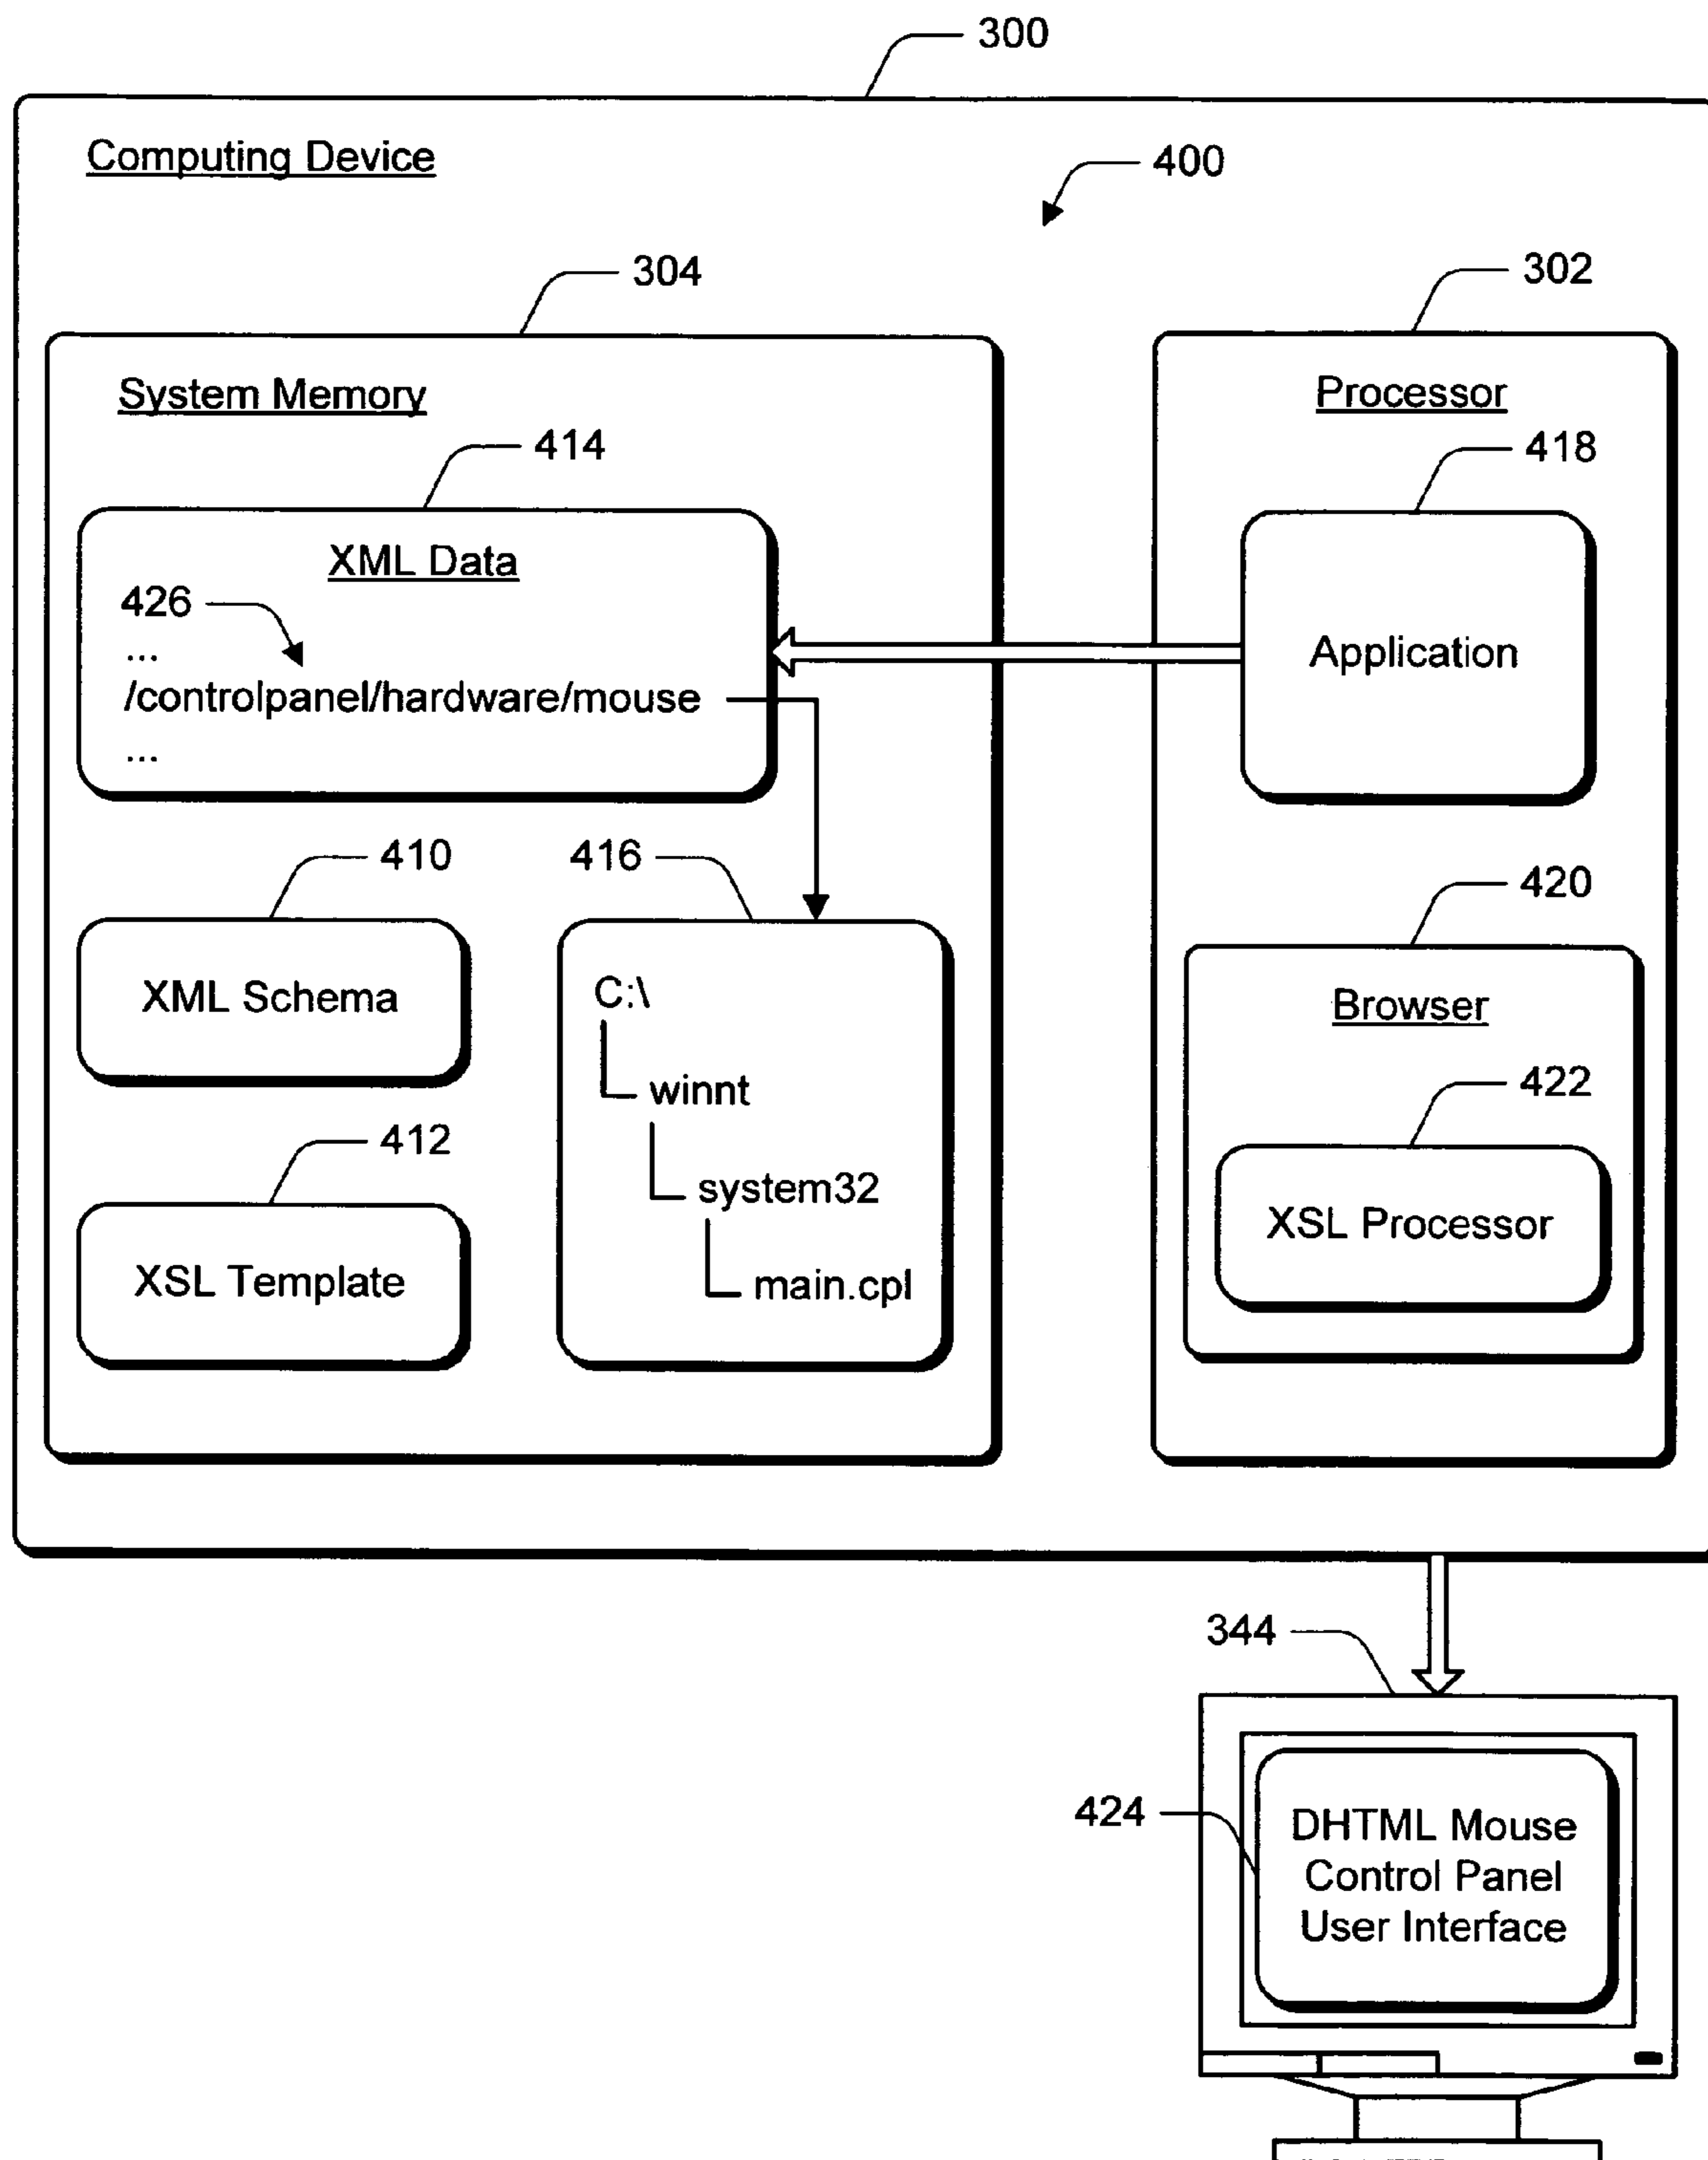 300
Computing Device
400
304
302
System Memory
Processor
414
418
XML Data
426
...
/controlpanel/hardware/mouse
...
Application
410
416
420
XML Schema
C:\
winnt
system32
main.cpl
Browser
412
422
XSL Template
XSL Processor
344
424
DHTML Mouse
Control Panel
User Interface